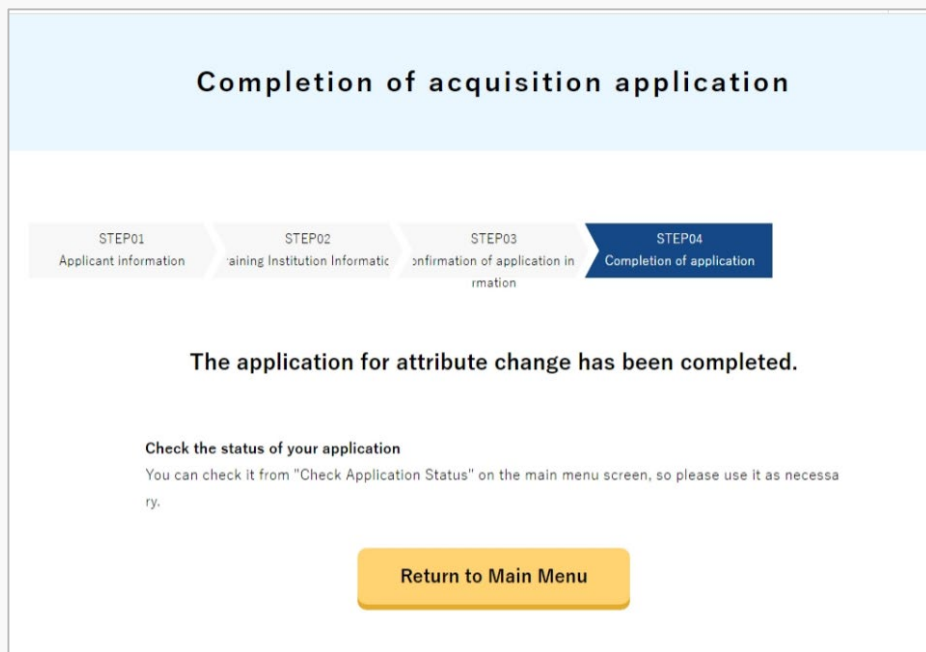 Completion of acquisition application
STEP01
Applicant information
STEP02
raining Institution Informatic
STEP03
onfirmation of application in
rmation
STEP04
Completion of application
The application for attribute change has been completed.
Check the status of your application
You can check it from "Check Application Status" on the main menu screen, so please use it as necessa
ry.
Return to Main Menu